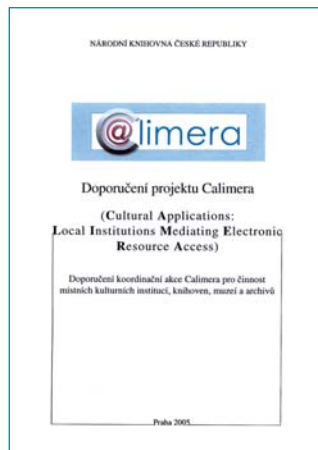 NÁRODNÍ KNIHOVNA ČESKÉ REPUBLIKY
C@limera
Doporučení projektu Calimera
(Cultural Applications:
Local Institutions Mediating Electronic
Resource Access)
Doporučení koordinační akce Calimera pro činnost
místních kulturních institucí, knihoven, muzeí a archivů
Praha 2005